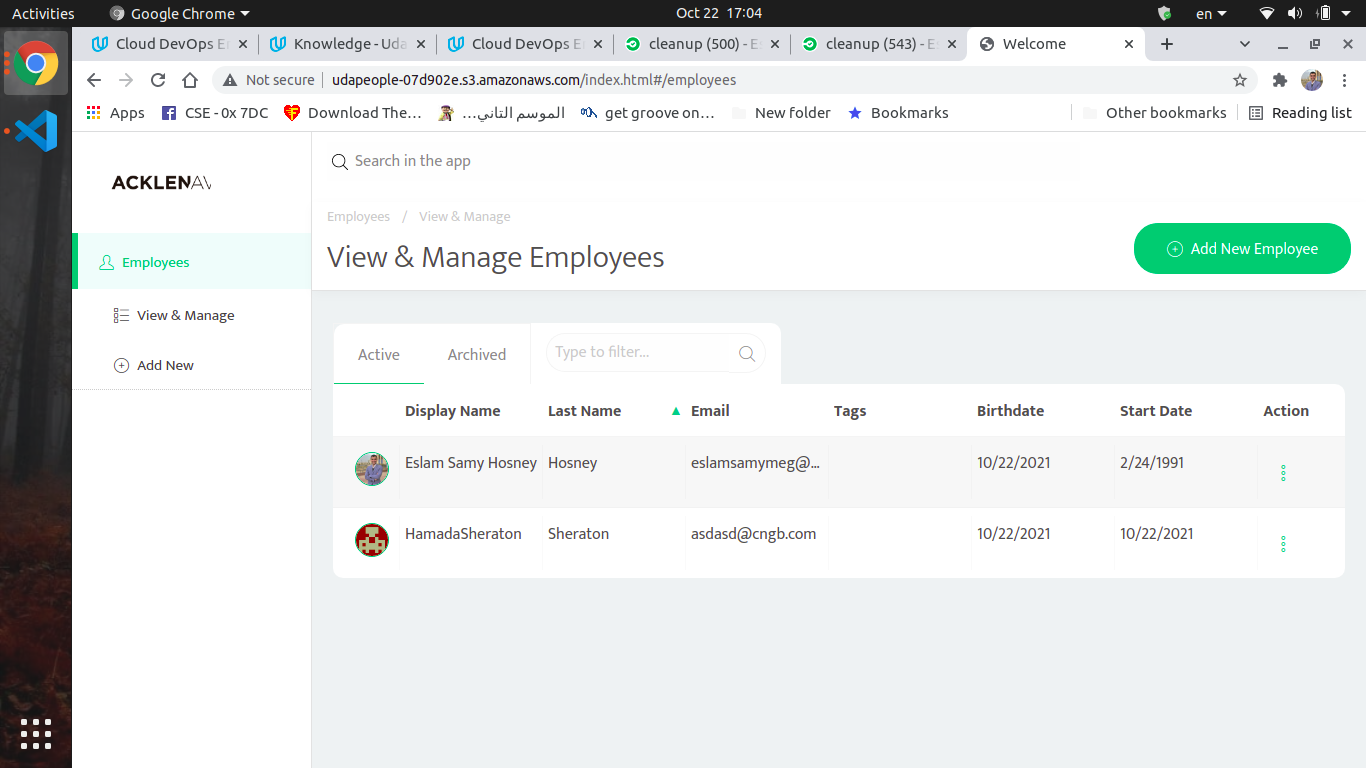 Activities Google Chrome Oct 22 17:04 en
Cloud DevOps En Knowledge - Uda Cloud DevOps En cleanup (500) - Es cleanup (543) - Es Welcome
Not secure udapeople-07d902e.s3.amazonaws.com/index.html#/employees
Apps CSE - 0x 7DC Download The... الموسم التاني... get groove on... New folder Bookmarks Other bookmarks Reading list
ACKLENAV
Search in the app
Employees / View & Manage
View & Manage Employees
Add New Employee
Employees
View & Manage
Add New
Active Archived Type to filter...
Display Name Last Name Email Tags Birthdate Start Date Action
Eslam Samy Hosney Hosney eslamsamymeg@... 10/22/2021 2/24/1991
HamadaSheraton Sheraton asdasd@cngb.com 10/22/2021 10/22/2021